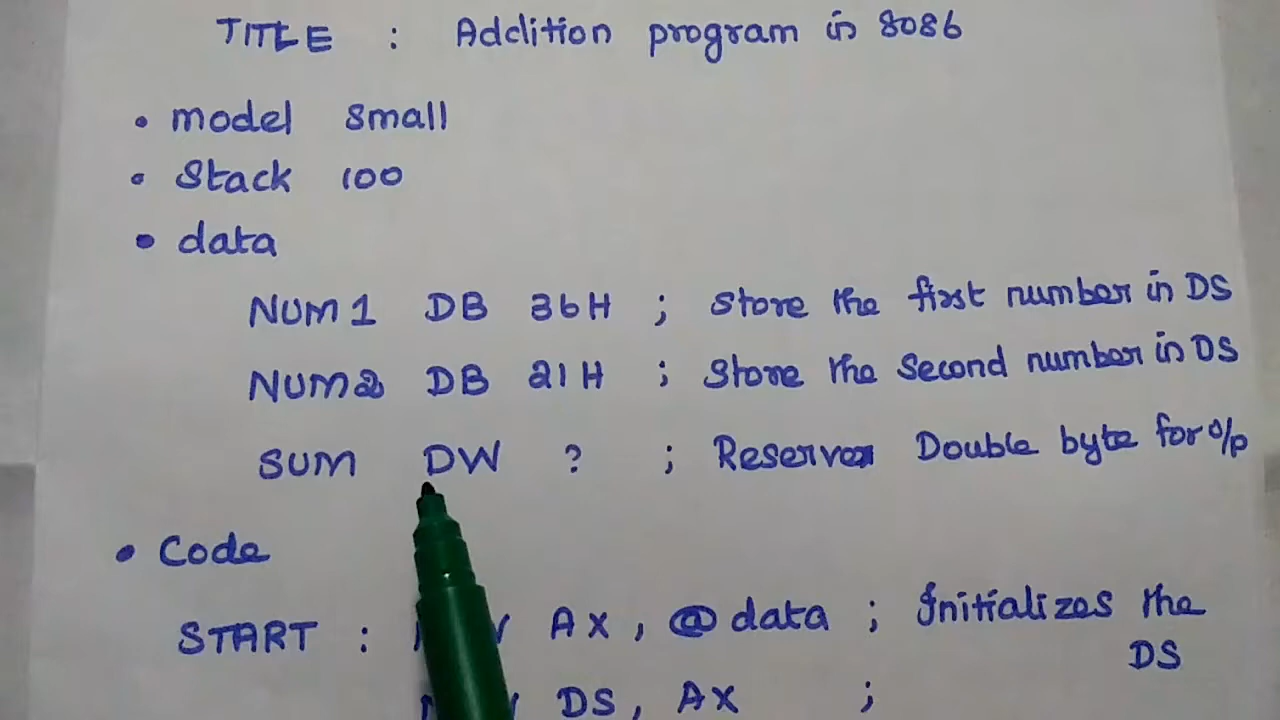 TITLE : Addition program in 8086
• model small
• Stack 100
• data
NUM1 DB 36H ; Store the first number in DS
NUM2 DB 21H ; Store the Second number in DS
SUM DW ? ; Reserves Double byte for o/p
• Code
START : AX, @data ; Initializes the
DS
DS, AX ;